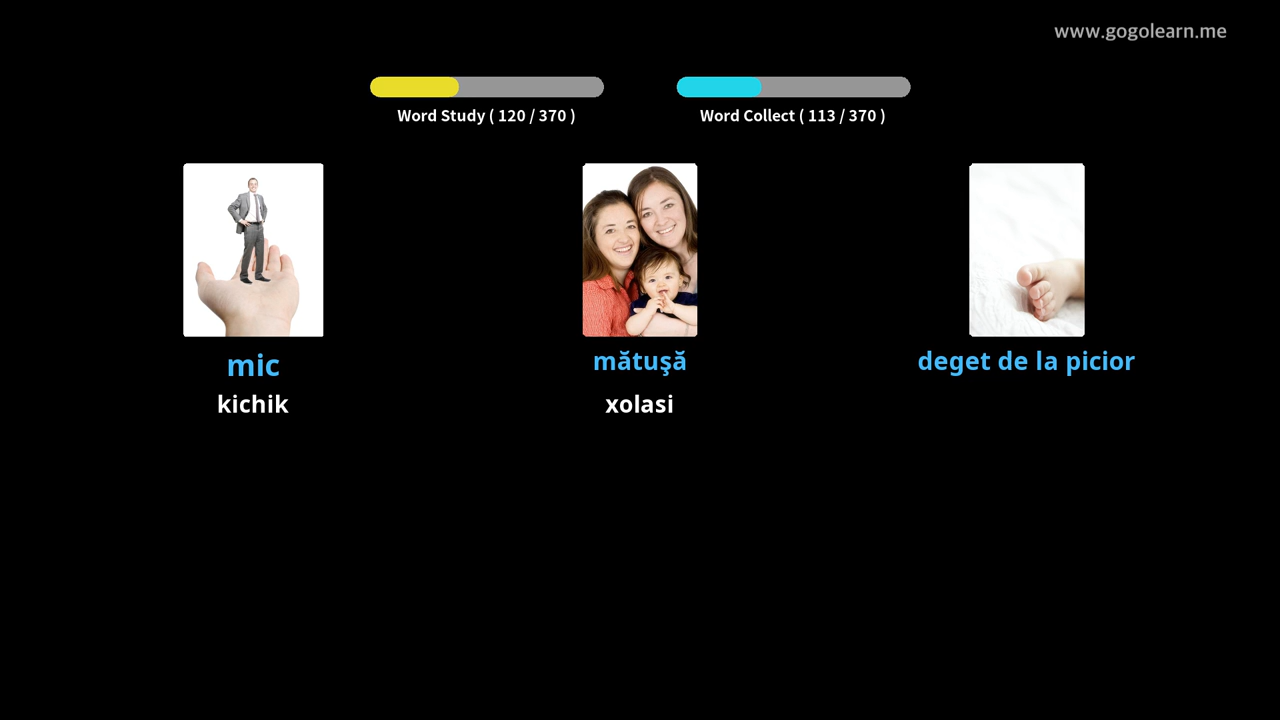 www.gogolearn.me
Word Study ( 120 / 370 )
Word Collect ( 113 / 370 )
mic
mătuşă
deget de la picior
kichik
xolasi